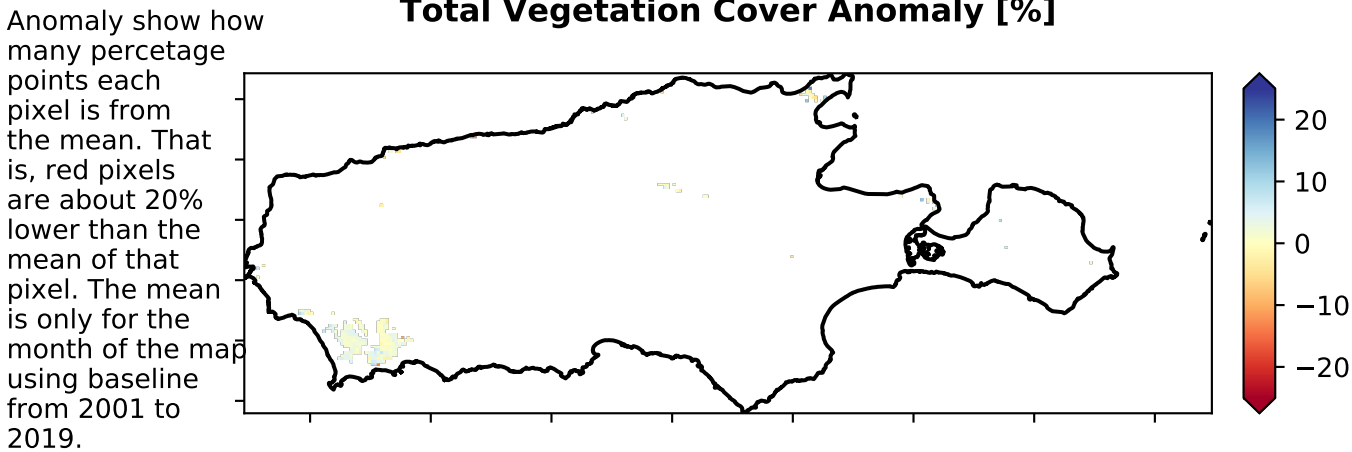 Total Vegetation Cover Anomaly [%]
Anomaly show how
many percetage
points each
pixel is from
the mean. That
is, red pixels
are about 20%
lower than the
mean of that
pixel. The mean
is only for the
month of the map
using baseline
from 2001 to
2019.
20
10
0
−10
−20